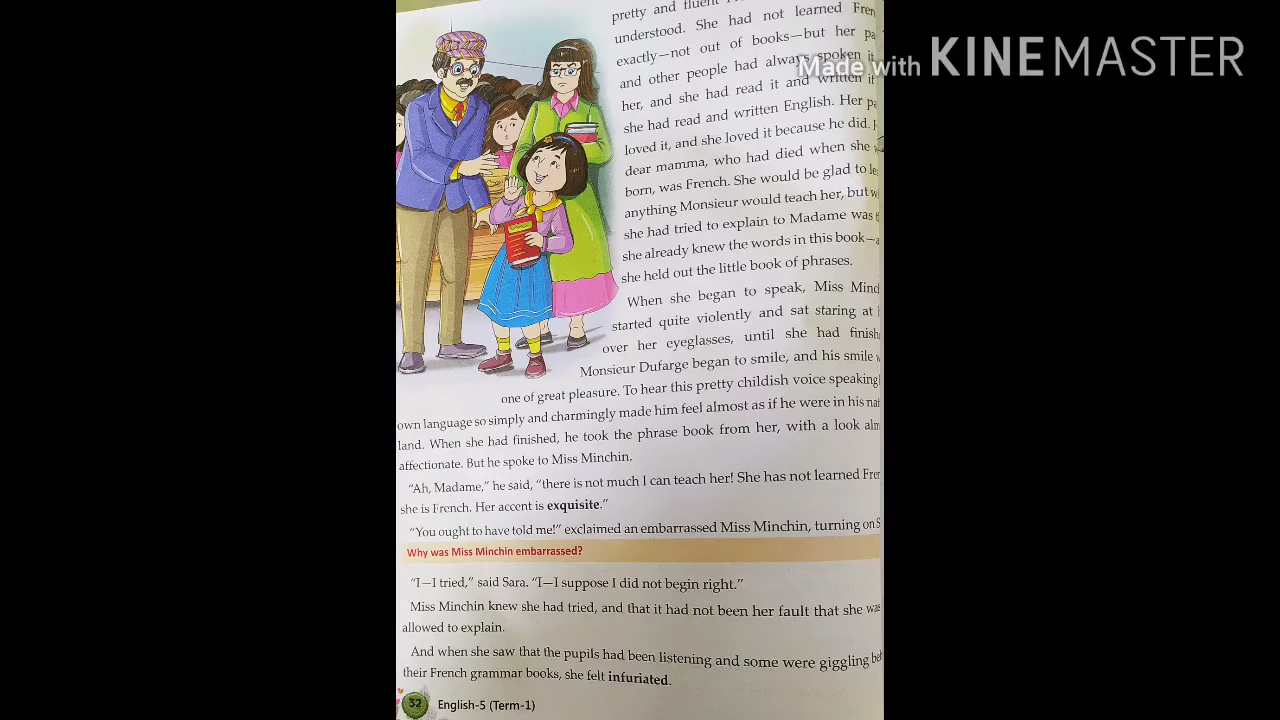 Made with KINEMASTER
pretty and fluent
understood. She had not learned Fren
exactly—not out of books—but her pa
and other people had always spoken it
her, and she had read it and written it
she had read and written English. Her pa
loved it, and she loved it because he did.
dear mamma, who had died when she
born, was French. She would be glad to le
anything Monsieur would teach her, but w
she had tried to explain to Madame was t
she already knew the words in this book—a
she held out the little book of phrases.
When she began to speak, Miss Minc
started quite violently and sat staring at
over her eyeglasses, until she had finish
Monsieur Dufarge began to smile, and his smile w
one of great pleasure. To hear this pretty childish voice speaking
own language so simply and charmingly made him feel almost as if he were in his nat
land. When she had finished, he took the phrase book from her, with a look alm
affectionate. But he spoke to Miss Minchin.
“Ah, Madame,” he said, “there is not much I can teach her! She has not learned Fren
she is French. Her accent is exquisite.”
“You ought to have told me!” exclaimed an embarrassed Miss Minchin, turning on S
Why was Miss Minchin embarrassed?
“I—I tried,” said Sara. “I—I suppose I did not begin right.”
Miss Minchin knew she had tried, and that it had not been her fault that she was
allowed to explain.
And when she saw that the pupils had been listening and some were giggling beh
their French grammar books, she felt infuriated.
32 English-5 (Term-1)